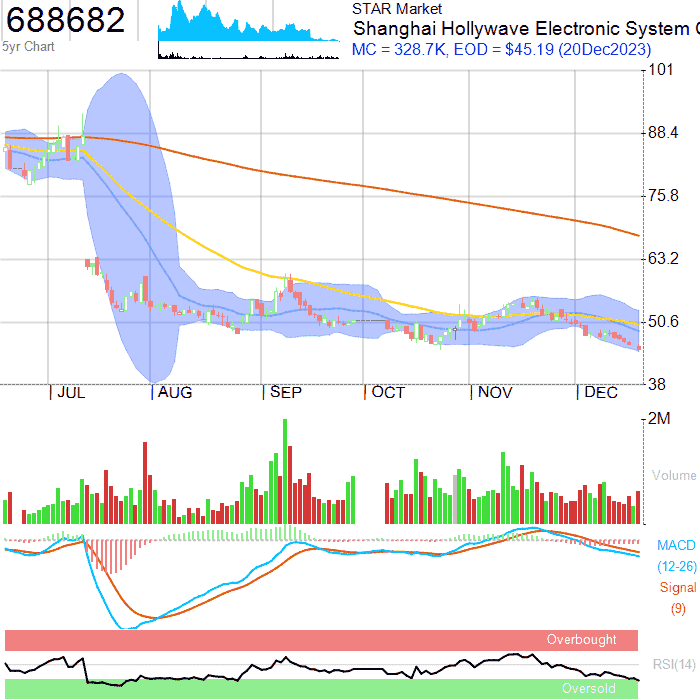 688682
5yr Chart
STAR Market
Shanghai Hollywave Electronic System
MC = 328.7K, EOD = $45.19 (20Dec2023)
101
88.4
75.8
63.2
50.6
38
JUL AUG SEP OCT NOV DEC
2M
Volume
MACD
(12-26)
Signal
(9)
Overbought
RSI(14)
Oversold